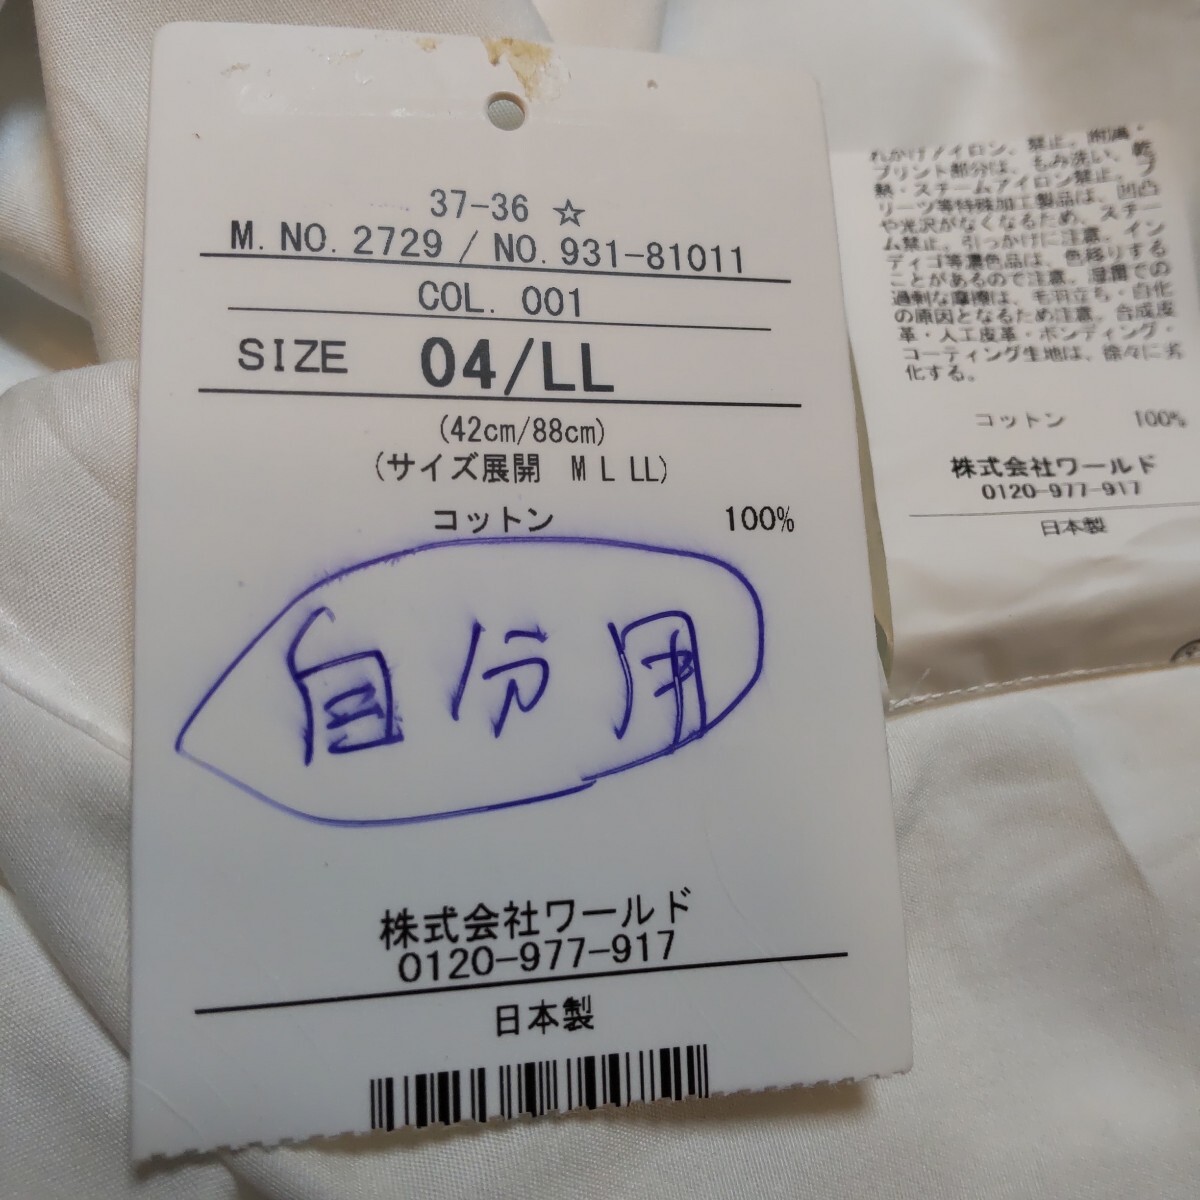 37-36 ☆
M. NO. 2729 / NO. 931-81011
COL. 001
SIZE 04/LL
(42cm/88cm)
(サイズ展開 M L LL)
コットン 100%
自分用
株式会社ワールド
0120-977-917
日本製
れかけアイロン、禁止。附属・
プリント部分は、もみ洗い、乾
熱・スチームアイロン禁止。プ
リーツ等特殊加工製品は、凹凸
や光沢がなくなるため、スチー
ム禁止。引っかけに注意。イン
ディゴ等濃色品は、色移りする
ことがあるので注意。湿潤での
過剰な摩擦は、毛羽立ち・白化
の原因となるため注意。合成皮
革・人工皮革・ボンディング・
コーティング生地は、徐々に劣
化する。
コットン 100%
株式会社ワールド
0120-977-917
日本製